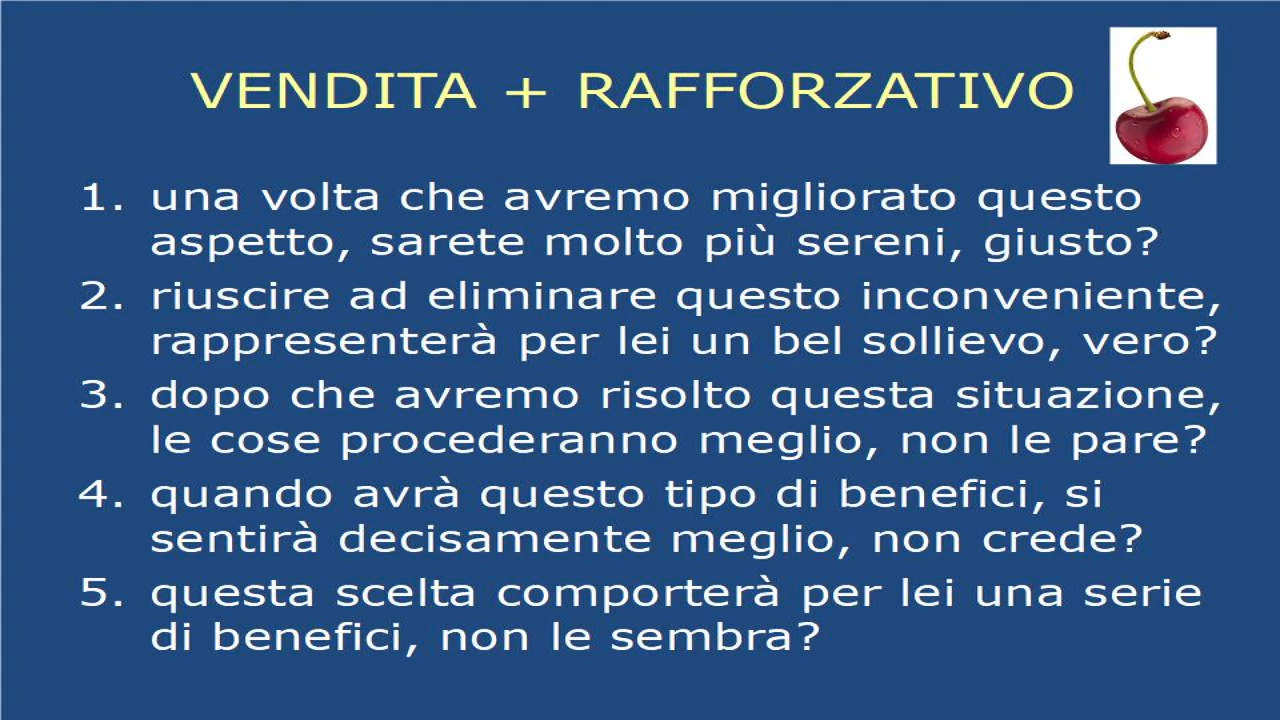 VENDITA + RAFFORZATIVO
1. una volta che avremo migliorato questo
aspetto, sarete molto più sereni, giusto?
2. riuscire ad eliminare questo inconveniente,
rappresenterà per lei un bel sollievo, vero?
3. dopo che avremo risolto questa situazione,
le cose procederanno meglio, non le pare?
4. quando avrà questo tipo di benefici, si
sentirà decisamente meglio, non crede?
5. questa scelta comporterà per lei una serie
di benefici, non le sembra?